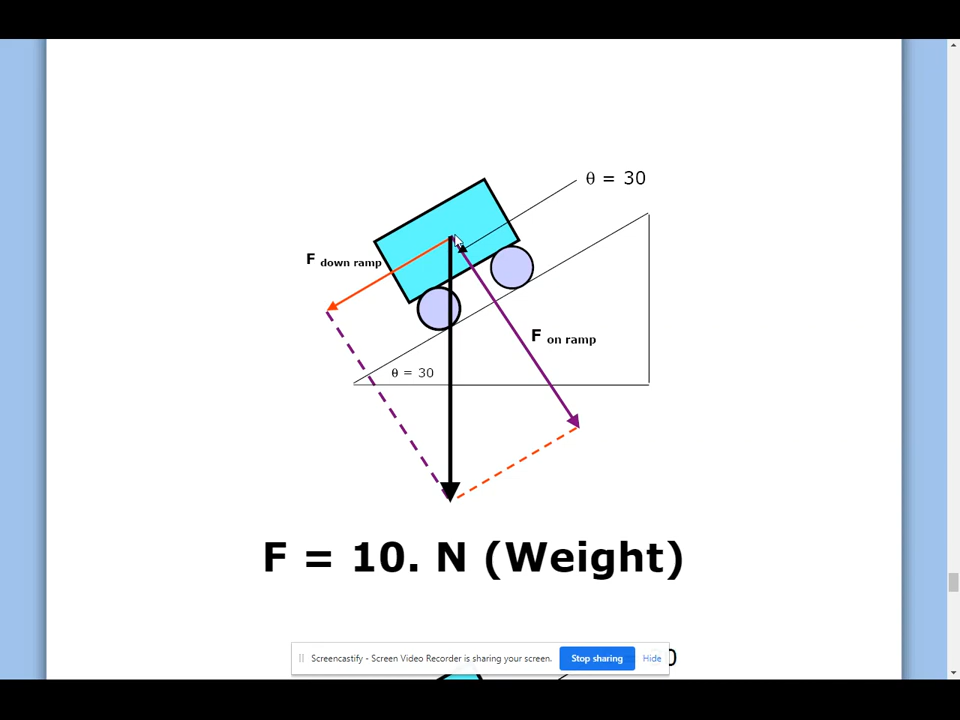 θ = 30
F down ramp
F on ramp
θ = 30
F = 10. N (Weight)
Screencastify - Screen Video Recorder is sharing your screen.
Stop sharing
Hide
0